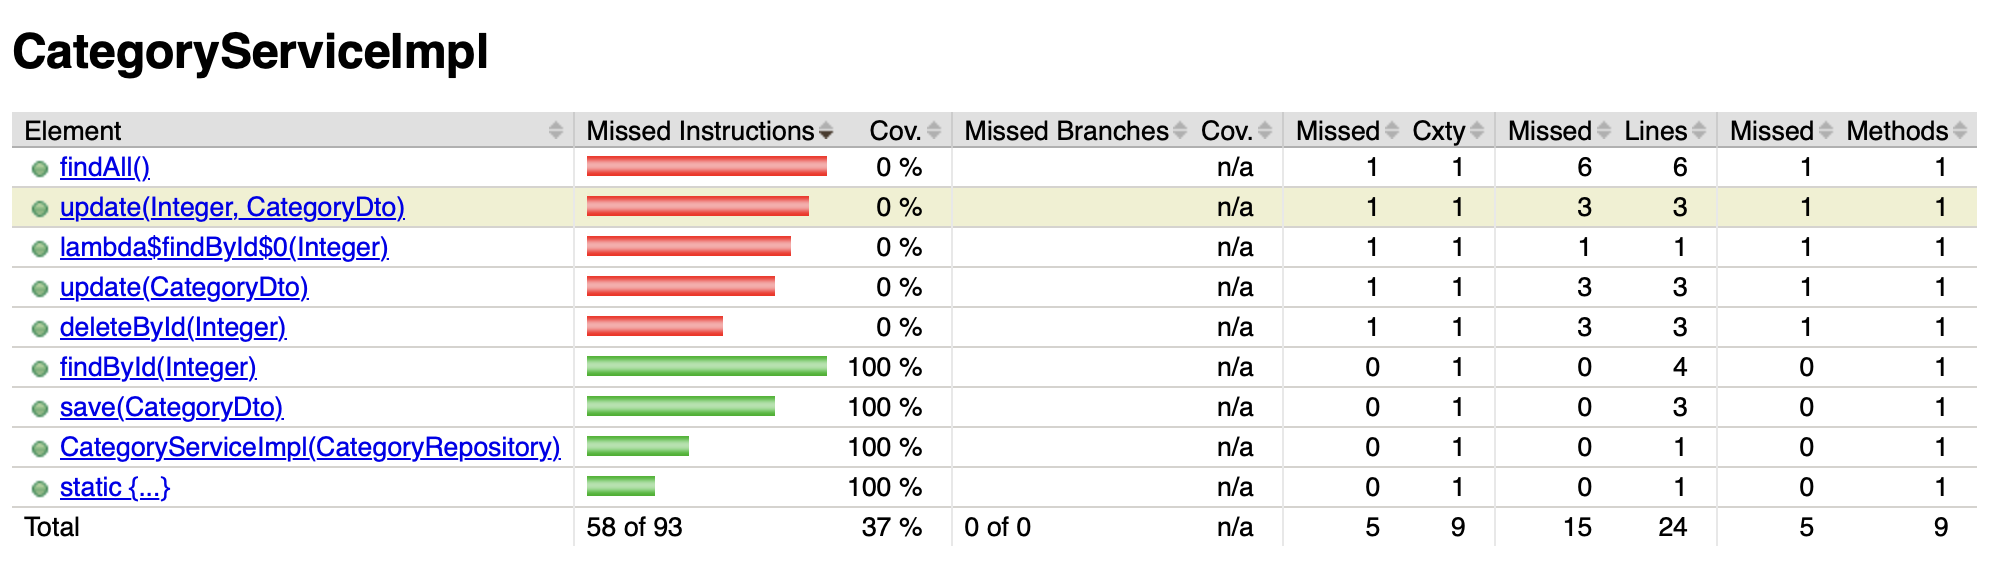 CategoryServiceImpl
Element Missed Instructions Cov. Missed Branches Cov. Missed Cxty Missed Lines Missed Methods
findAll() 0 % n/a 1 1 6 6 1 1
update(Integer, CategoryDto) 0 % n/a 1 1 3 3 1 1
lambda$findById$0(Integer) 0 % n/a 1 1 1 1 1 1
update(CategoryDto) 0 % n/a 1 1 3 3 1 1
deleteById(Integer) 0 % n/a 1 1 3 3 1 1
findById(Integer) 100 % n/a 0 1 0 4 0 1
save(CategoryDto) 100 % n/a 0 1 0 3 0 1
CategoryServiceImpl(CategoryRepository) 100 % n/a 0 1 0 1 0 1
static {...} 100 % n/a 0 1 0 1 0 1
Total 58 of 93 37 % 0 of 0 n/a 5 9 15 24 5 9